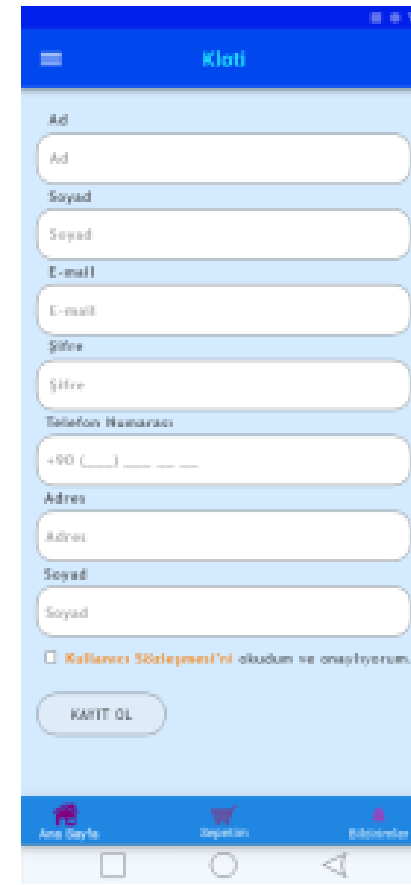 Kloti
Ad
Ad
Soyad
Soyad
E-mail
E-mail
Şifre
Şifre
Telefon Numarası
+90 (___) ___ __ __
Adres
Adres
Soyad
Soyad
Kullanıcı Sözleşmesi'ni okudum ve onaylıyorum.
KAYIT OL
Ana Sayfa Sepetim Bildirimler